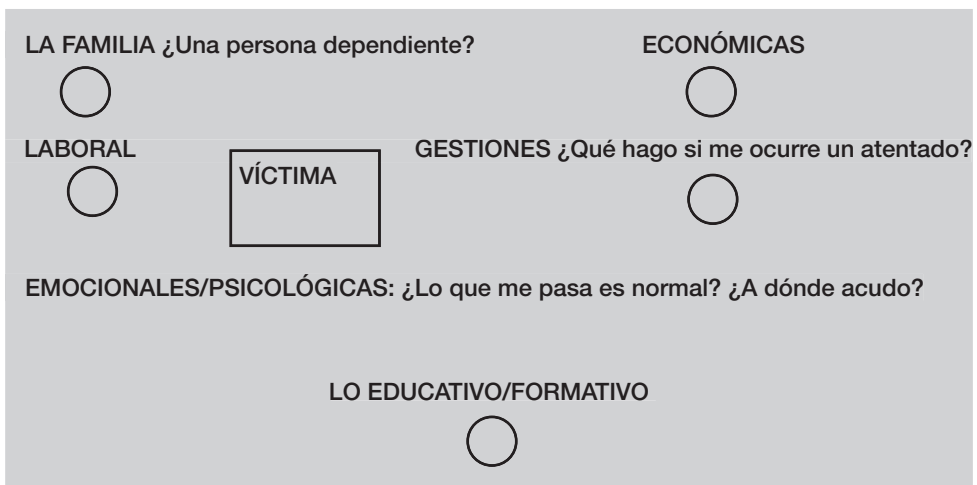 LA FAMILIA ¿Una persona dependiente?
ECONÓMICAS
LABORAL
VÍCTIMA
GESTIONES ¿Qué hago si me ocurre un atentado?
EMOCIONALES/PSICOLÓGICAS: ¿Lo que me pasa es normal? ¿A dónde acudo?
LO EDUCATIVO/FORMATIVO